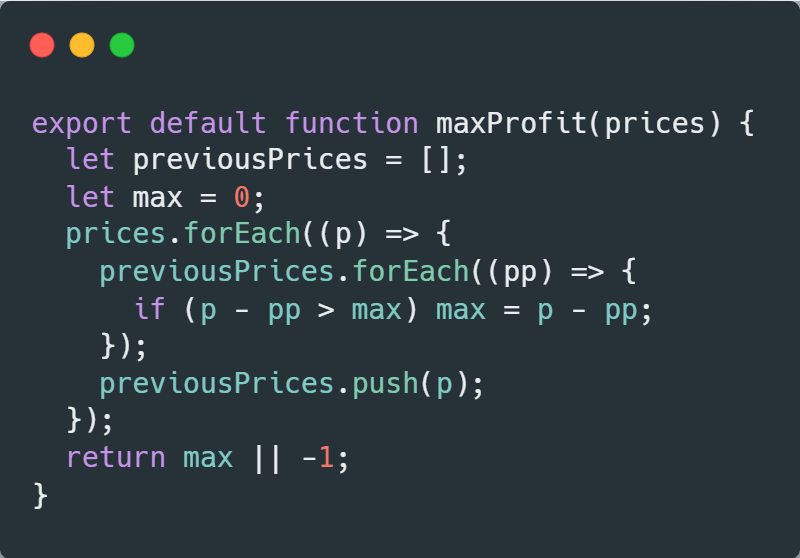 export default function maxProfit(prices) {
  let previousPrices = [];
  let max = 0;
  prices.forEach((p) => {
    previousPrices.forEach((pp) => {
      if (p - pp > max) max = p - pp;
    });
    previousPrices.push(p);
  });
  return max || -1;
}